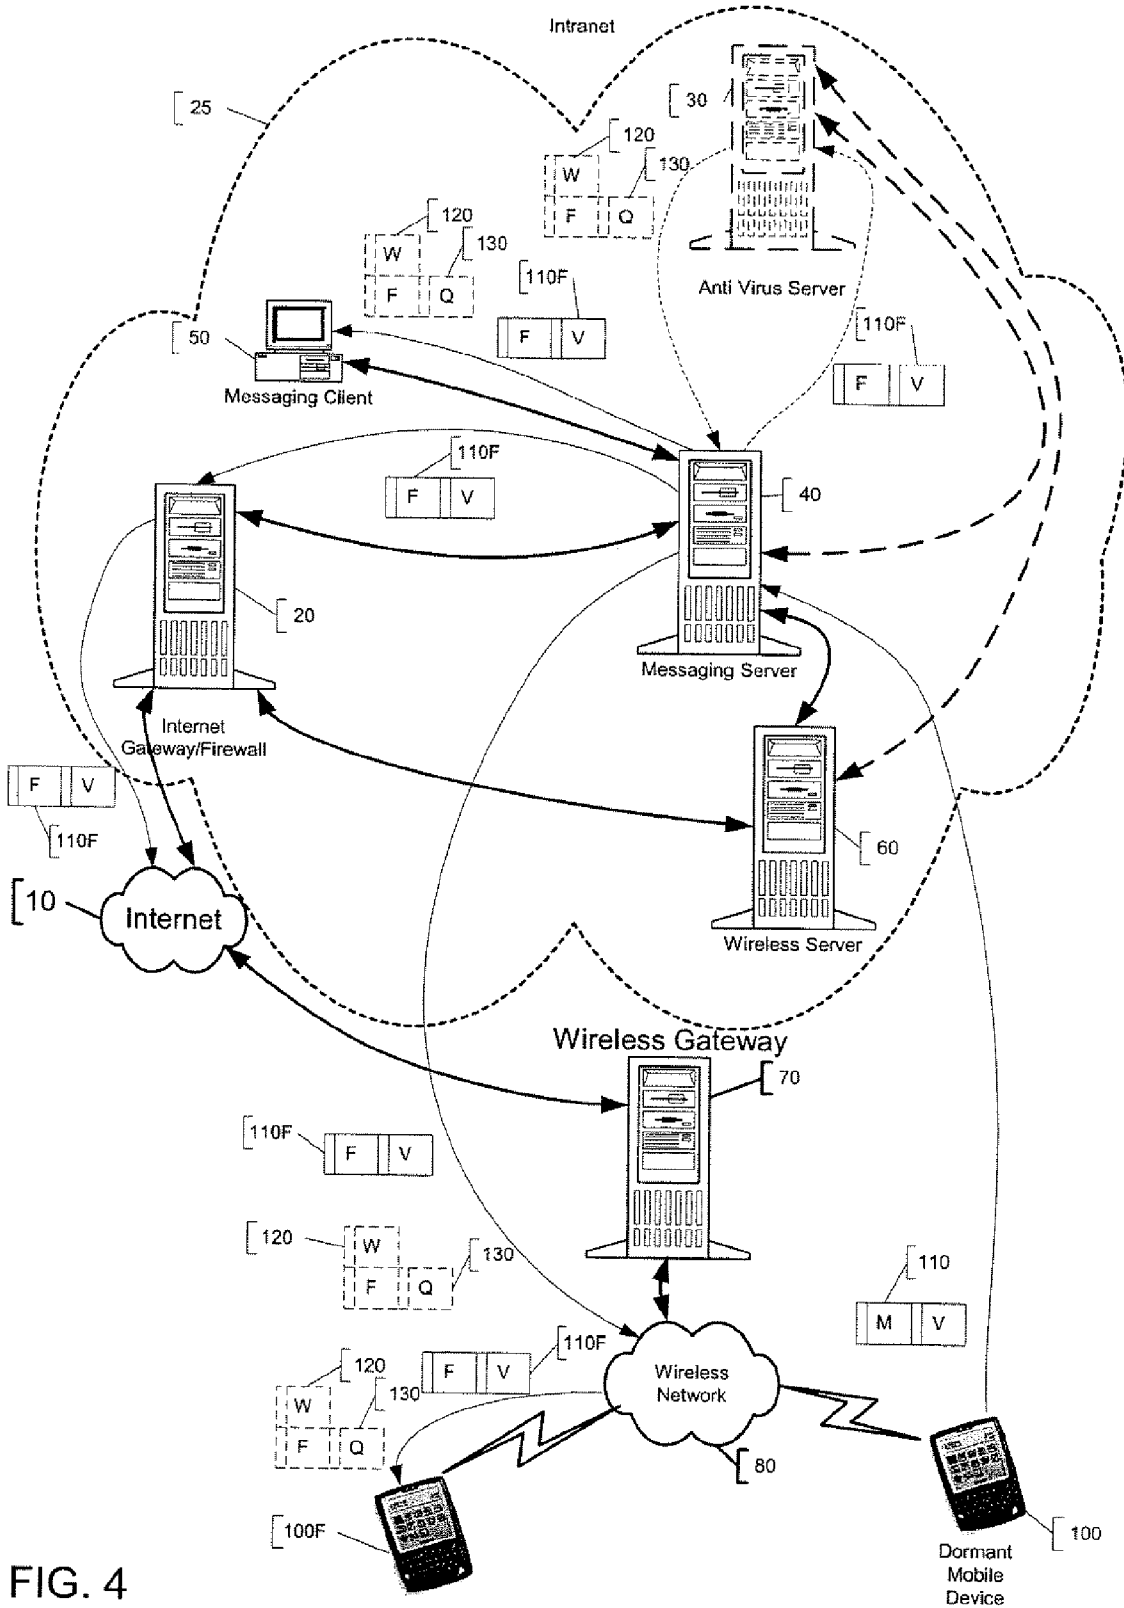 Intranet
25
30
120
W
130
F
Q
120
W
130
F
Q
110F
F
V
Anti Virus Server
110F
F
V
50
Messaging Client
110F
F
V
40
20
Messaging Server
Internet
Gateway/Firewall
F
V
110F
60
10
Internet
Wireless Server
Wireless Gateway
70
110F
F
V
120
W
130
F
Q
110
M
V
110F
F
V
120
W
130
F
Q
Wireless
Network
80
100F
100
Dormant
Mobile
Device
FIG. 4